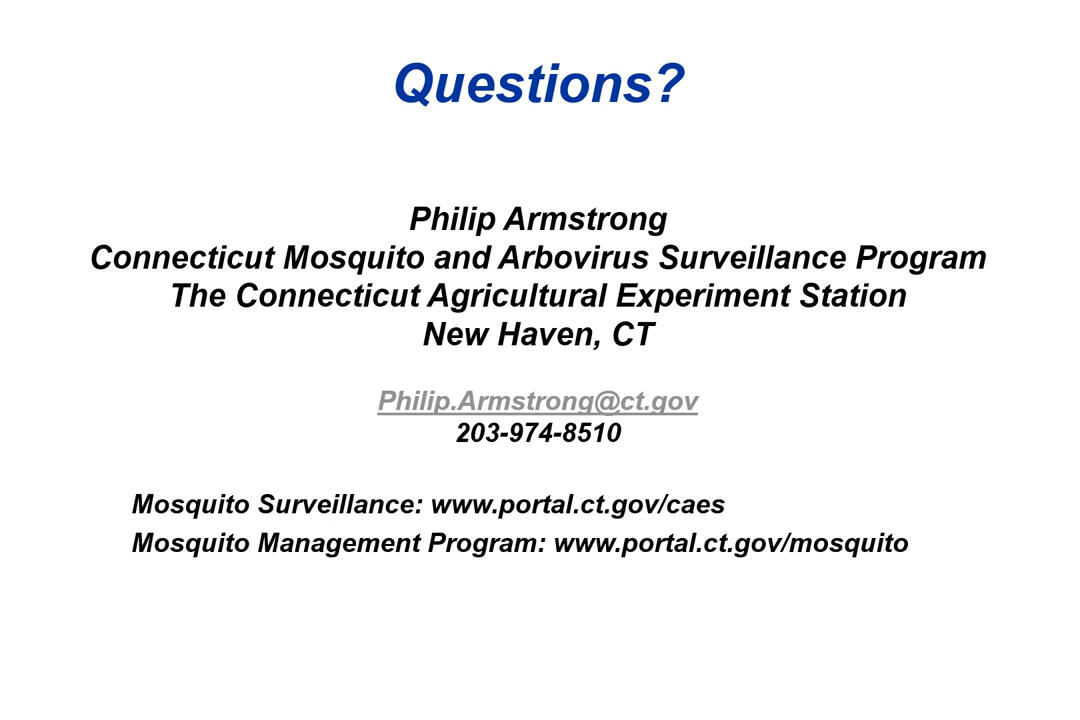 Questions?
Philip Armstrong
Connecticut Mosquito and Arbovirus Surveillance Program
The Connecticut Agricultural Experiment Station
New Haven, CT
Philip.Armstrong@ct.gov
203-974-8510
Mosquito Surveillance: www.portal.ct.gov/caes
Mosquito Management Program: www.portal.ct.gov/mosquito